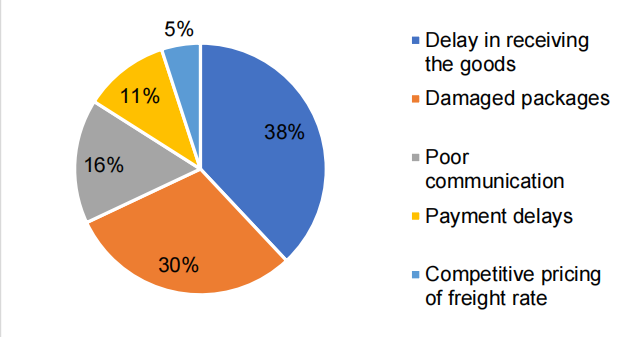 5%
11%
38%
16%
30%
Delay in receiving
the goods
Damaged packages
Poor
communication
Payment delays
Competitive pricing
of freight rate